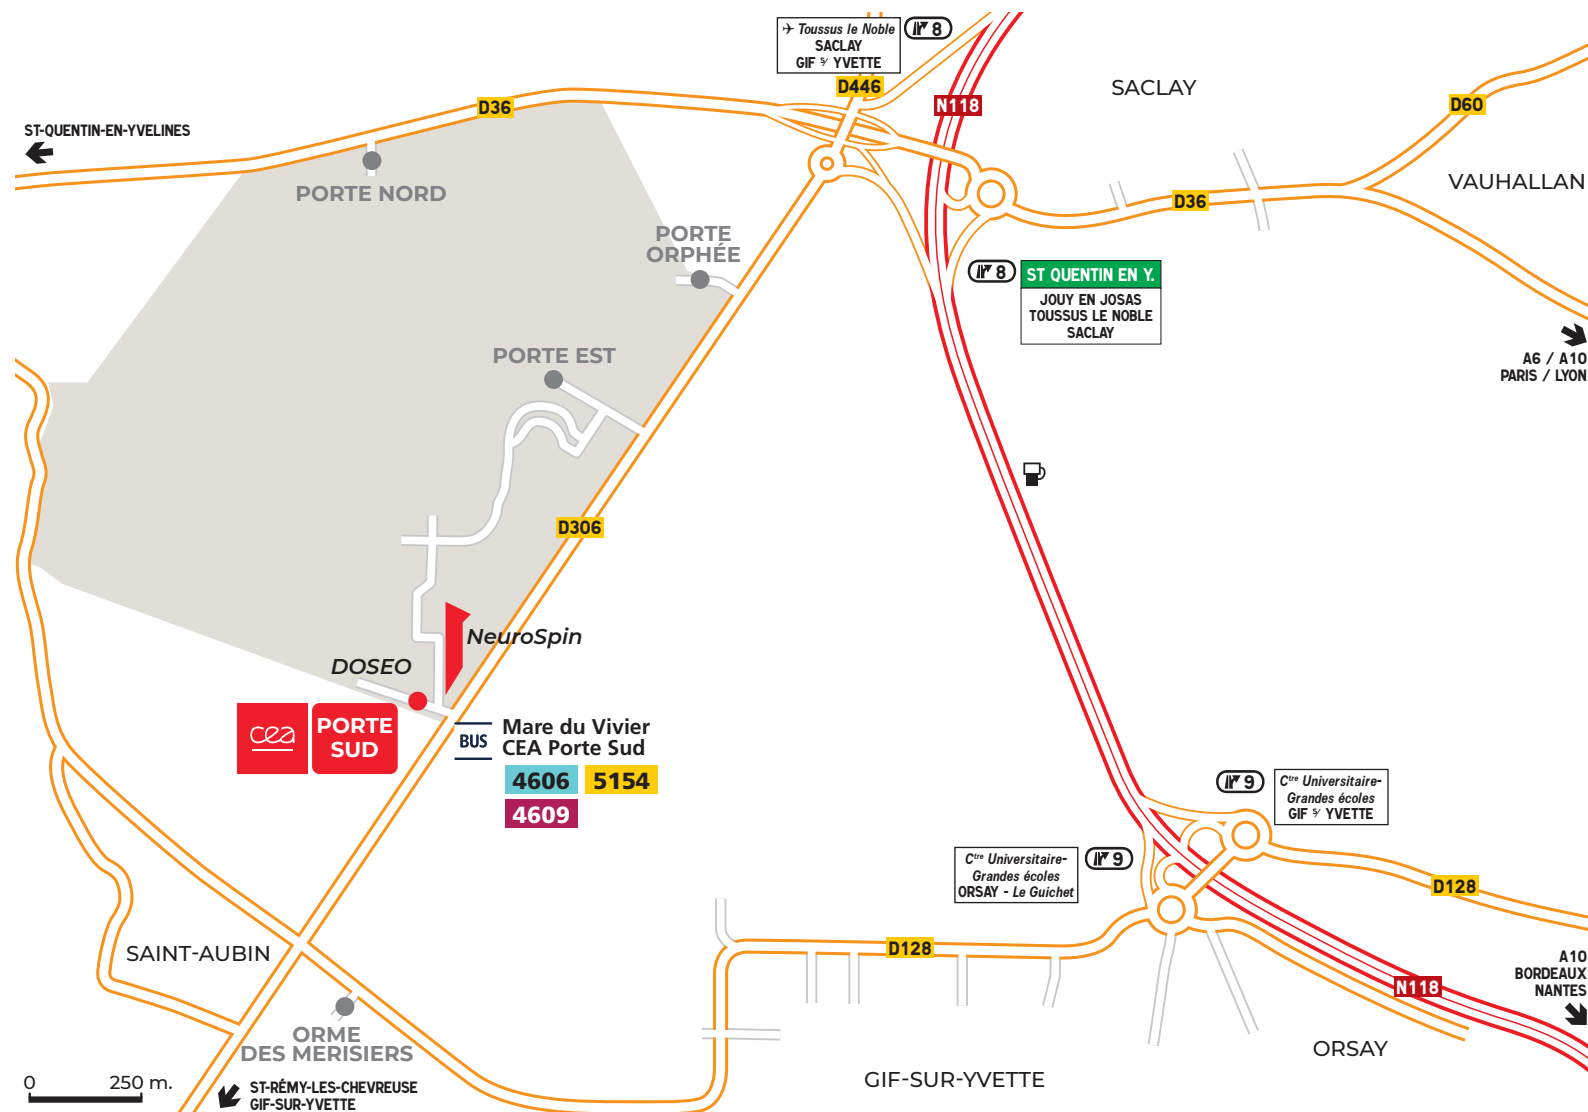 ✈ Toussus le Noble
SACLAY
GIF s/ YVETTE
8
D446
N118
SACLAY
D60
D36
ST-QUENTIN-EN-YVELINES
PORTE NORD
VAUHALLAN
D36
PORTE
ORPHÉE
8
ST QUENTIN EN Y.
JOUY EN JOSAS
TOUSSUS LE NOBLE
SACLAY
PORTE EST
A6 / A10
PARIS / LYON
D306
NeuroSpin
DOSEO
cea
PORTE
SUD
BUS
Mare du Vivier
CEA Porte Sud
4606 5154
4609
9
Ctre Universitaire-
Grandes écoles
GIF s/ YVETTE
Ctre Universitaire-
Grandes écoles
ORSAY - Le Guichet
9
D128
D128
SAINT-AUBIN
A10
BORDEAUX
NANTES
N118
ORME
DES MERISIERS
ORSAY
GIF-SUR-YVETTE
0 250 m.
ST-RÉMY-LES-CHEVREUSE
GIF-SUR-YVETTE